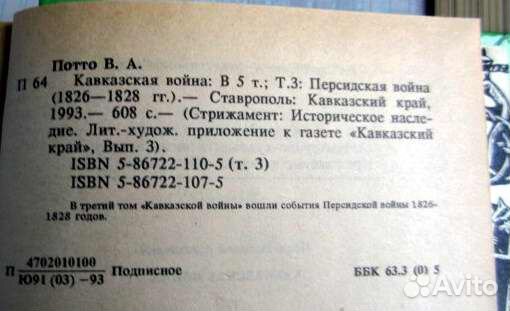 Потто В. А.
П 64 Кавказская война: В 5 т.; Т.3: Персидская война
(1826—1828 гг.).— Ставрополь: Кавказский край,
1993.— 608 с.— (Стрижамент: Историческое насле-
дие. Лит.-худож. приложение к газете «Кавказский
край», Вып. 3).
ISBN 5-86722-110-5 (т. 3)
ISBN 5-86722-107-5
В третий том «Кавказской войны» вошли события Персидской войны 1826-
1828 годов.
4702010100
П Подписное ББК 63.3 (0) 5
Ю91 (03) -93
Avito